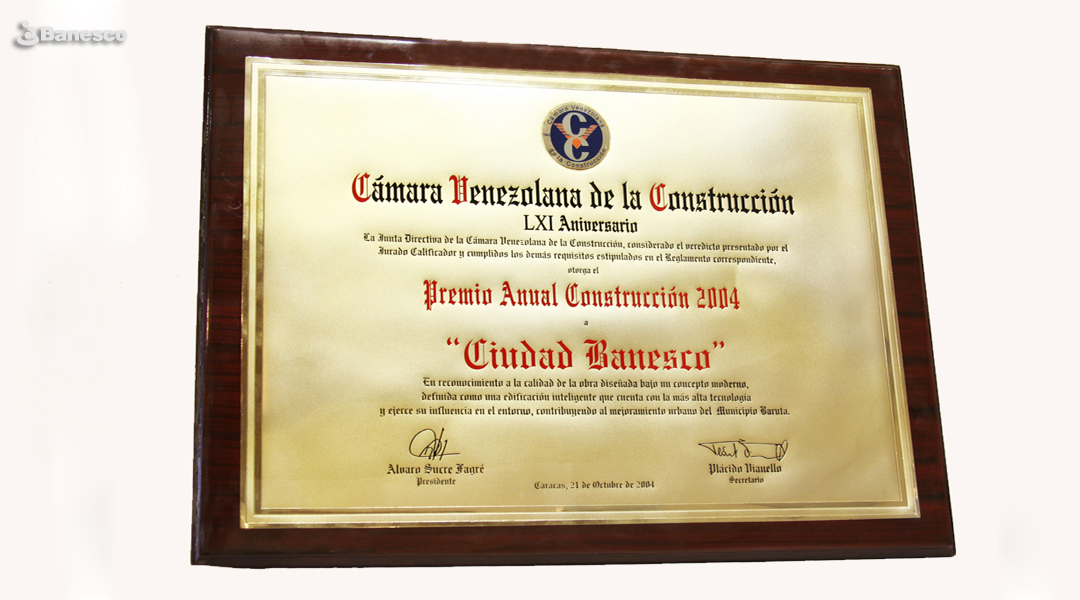 Banesco
Cámara Venezolana
de la Construcción
Cámara Venezolana de la Construcción
LXI Aniversario
La Junta Directiva de la Cámara Venezolana de la Construcción, considerado el veredicto presentado por el
Jurado Calificador y cumplidos los demás requisitos estipulados en el Reglamento correspondiente,
otorga el
Premio Anual Construcción 2004
a
“Ciudad Banesco”
En reconocimiento a la calidad de la obra diseñada bajo un concepto moderno,
definida como una edificación inteligente que cuenta con la más alta tecnología
y ejerce su influencia en el entorno, contribuyendo al mejoramiento urbano del Municipio Baruta.
Alvaro Sucre Fagré
Presidente
Plácido Vianello
Secretario
Caracas, 21 de Octubre de 2004